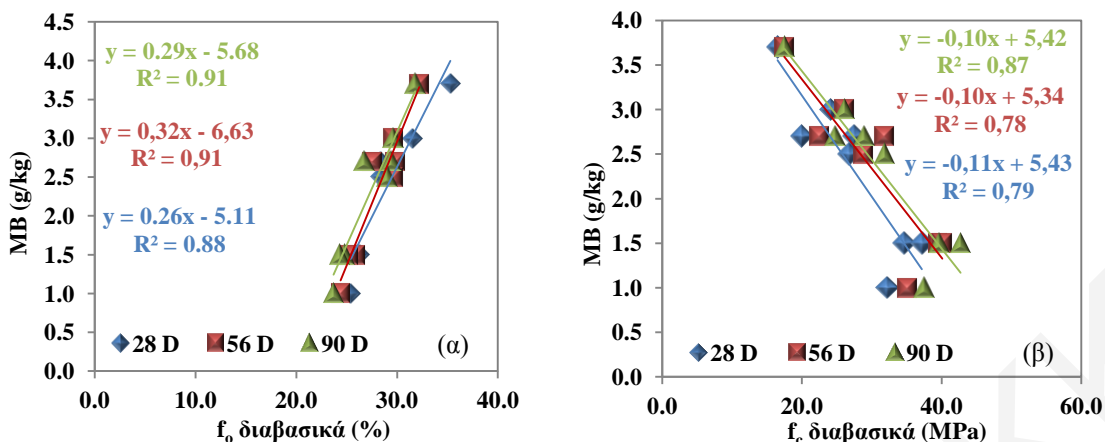 4.5
4.0
3.5
3.0
2.5
2.0
1.5
1.0
0.5
0.0
MB (g/kg)
y = 0.29x - 5.68
R² = 0.91
y = 0,32x - 6,63
R² = 0,91
y = 0.26x - 5.11
R² = 0.88
28 D 56 D 90 D (α)
0.0 10.0 20.0 30.0 40.0
fo διαβασικά (%)
4.0
3.5
3.0
2.5
2.0
1.5
1.0
0.5
0.0
MB (g/kg)
y = -0,10x + 5,42
R² = 0,87
y = -0,10x + 5,34
R² = 0,78
y = -0,11x + 5,43
R² = 0,79
28 D 56 D 90 D (β)
0.0 20.0 40.0 60.0
fc διαβασικά (MPa)